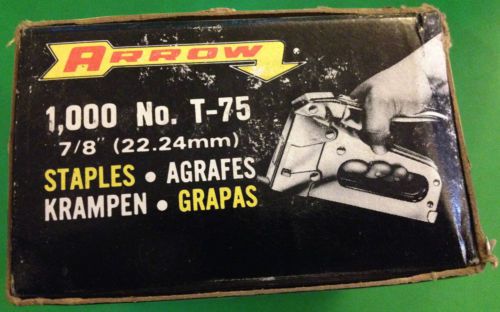 ARROW®
1,000 No. T-75
7/8" (22.24mm)
STAPLES • AGRAFES
KRAMPEN • GRAPAS